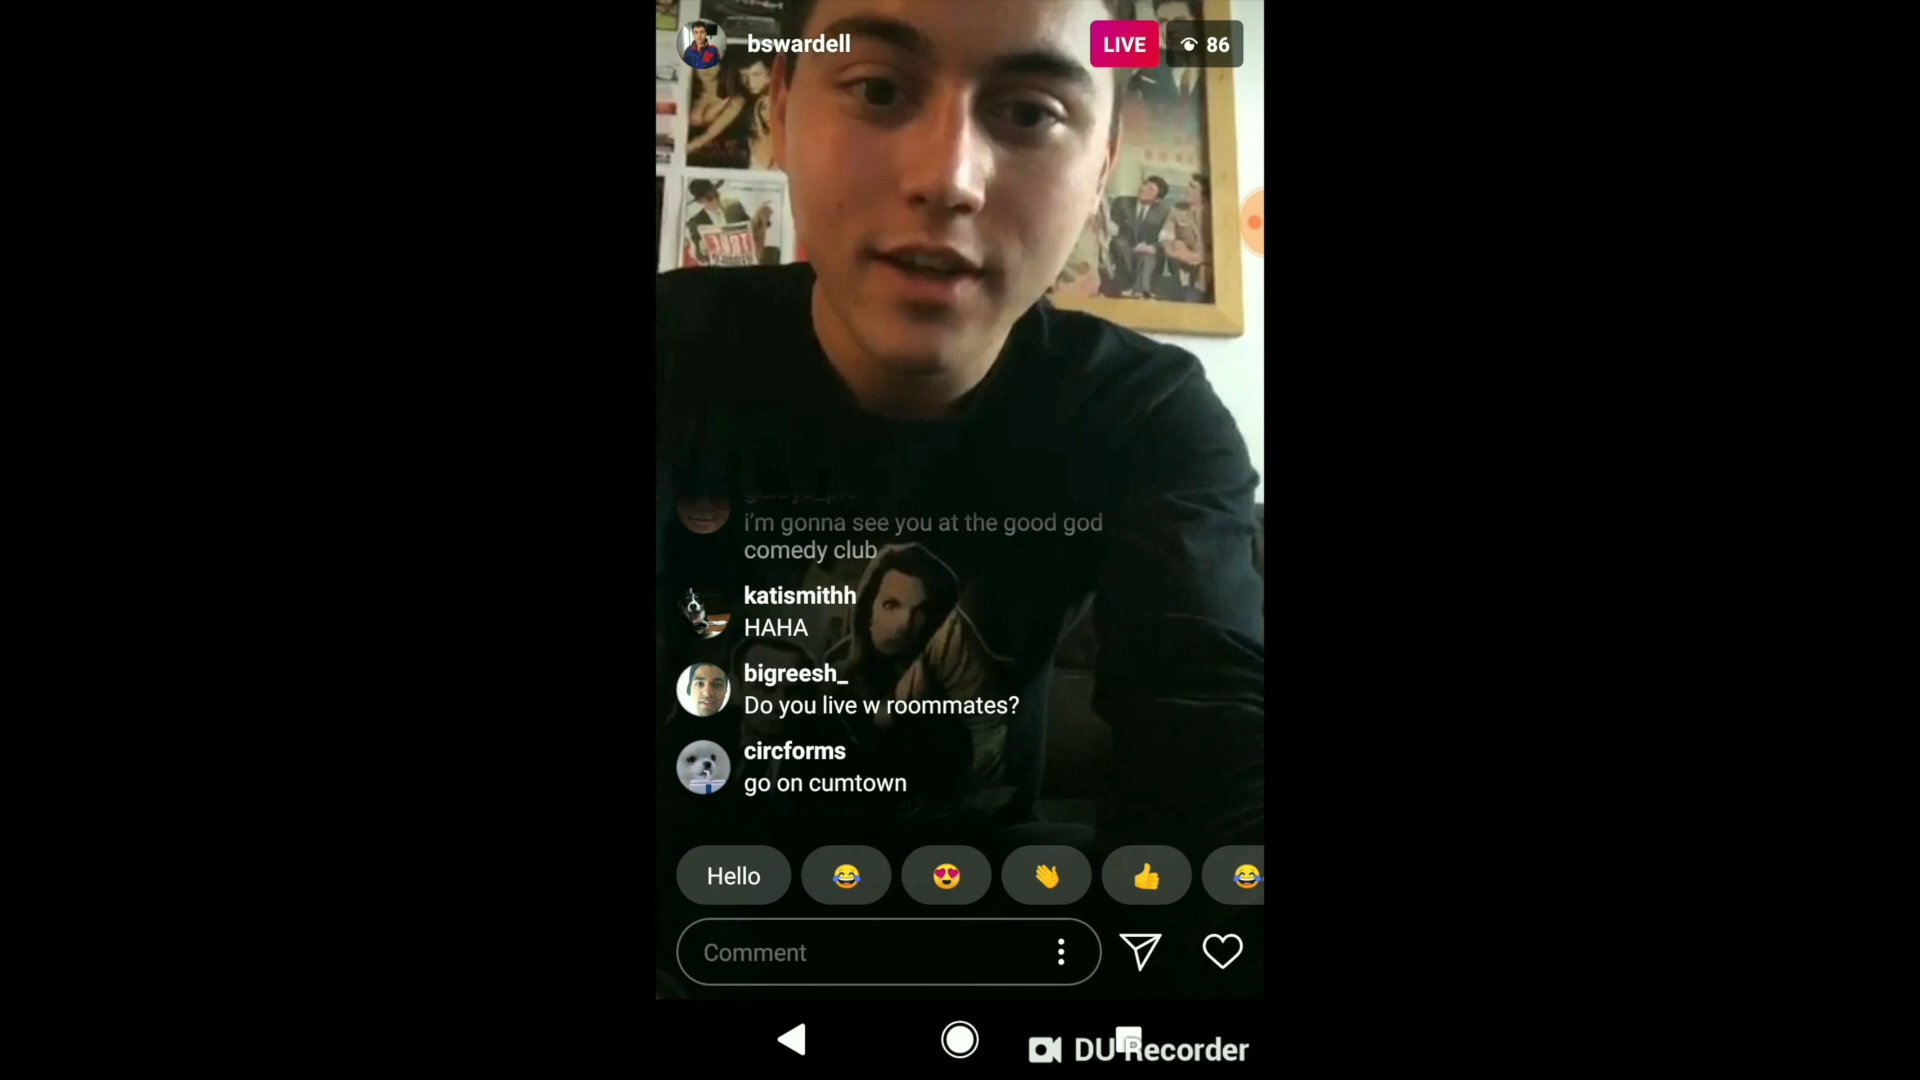 bswardell
LIVE
86
i'm gonna see you at the good god
comedy club
katismithh
HAHA
bigreesh_
Do you live w roommates?
circforms
go on cumtown
Hello
Comment
DU Recorder